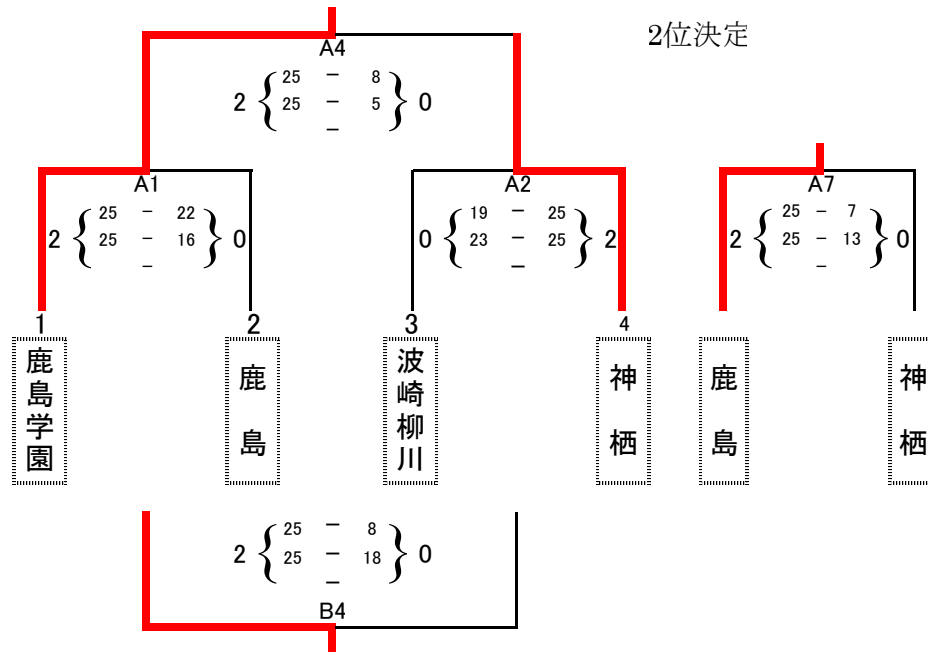 2位決定
A4
25 − 8
2 { 25 − 5 } 0
−
A1
25 − 22
2 { 25 − 16 } 0
−
A2
19 − 25
0 { 23 − 25 } 2
−
A7
25 − 7
2 { 25 − 13 } 0
−
1 2 3 4
鹿島学園
鹿島
波崎柳川
神栖
鹿島
神栖
25 − 8
2 { 25 − 18 } 0
−
B4